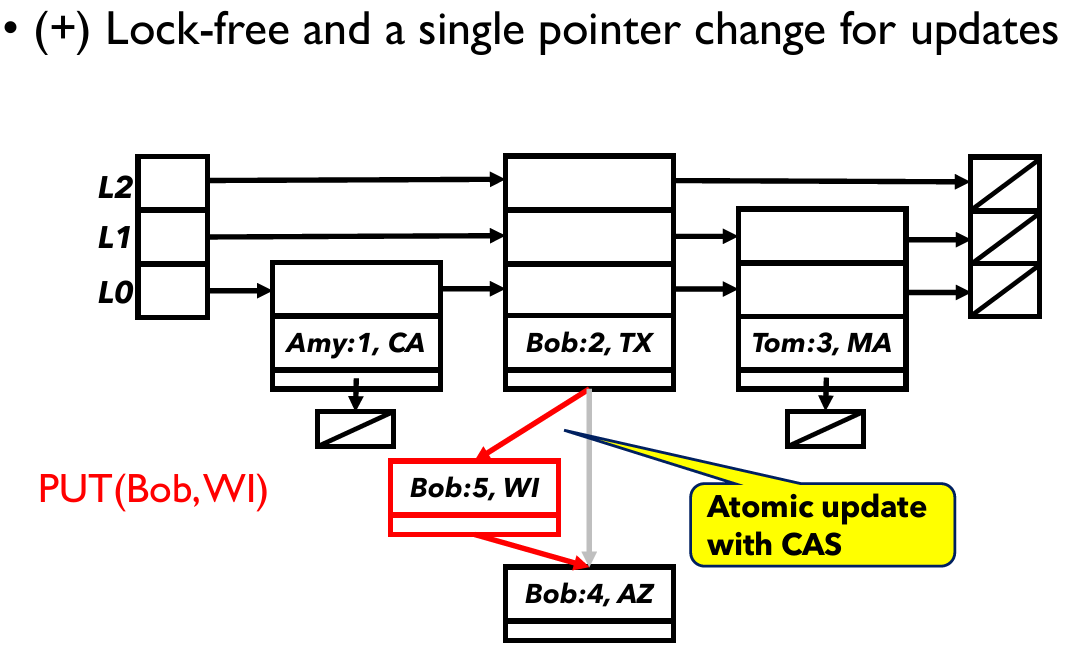 • (+) Lock-free and a single pointer change for updates
L2
L1
L0
Amy:1, CA
Bob:2, TX
Tom:3, MA
PUT(Bob,WI)
Bob:5, WI
Atomic update
with CAS
Bob:4, AZ